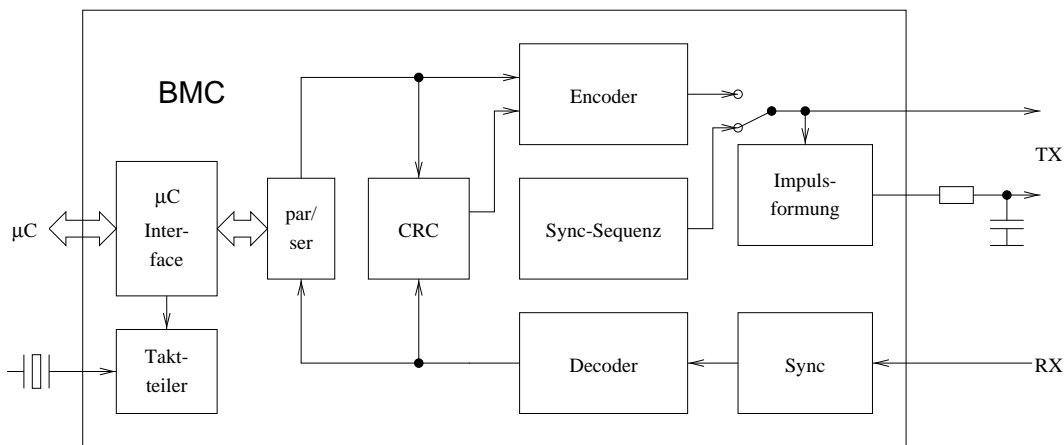 BMC
Encoder
TX
µC
µC
Inter-
face
par/
ser
CRC
Sync-Sequenz
Impuls-
formung
Takt-
teiler
Decoder
Sync
RX